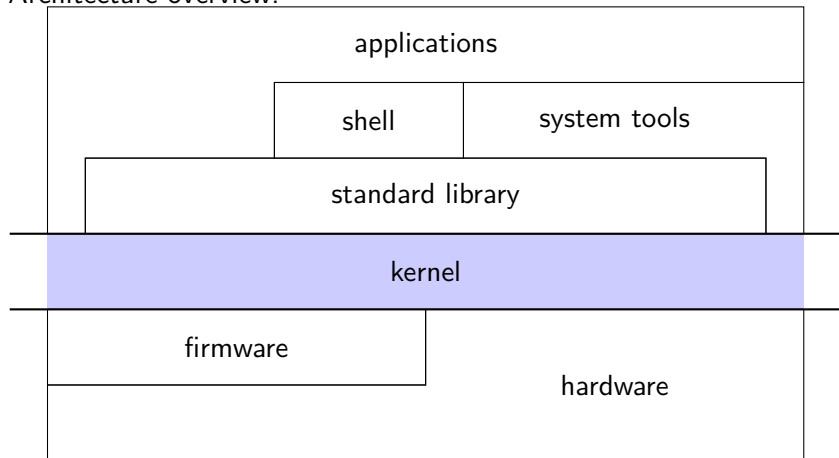 Architecture overview:
applications
shell
system tools
standard library
kernel
firmware
hardware